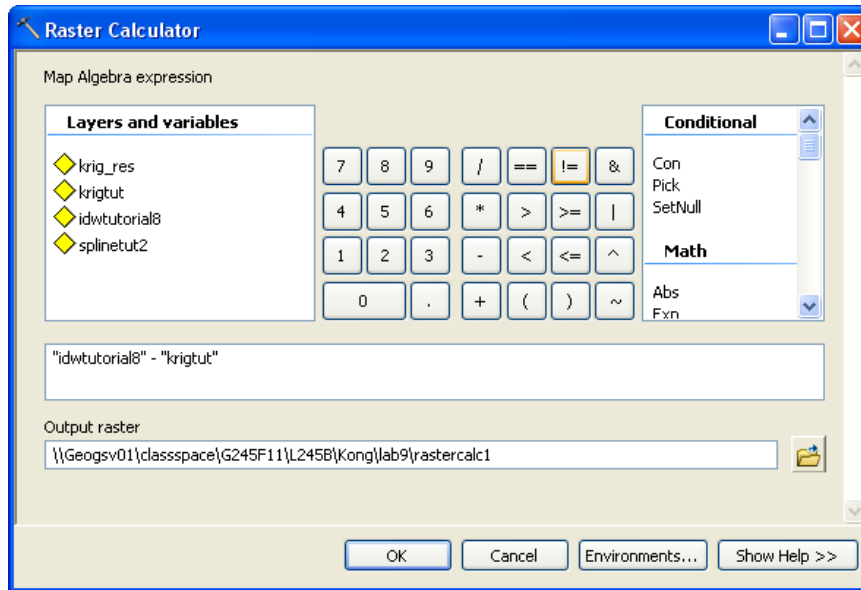 Raster Calculator
Map Algebra expression
Layers and variables
krig_res
krigtut
idwtutorial8
splinetut2
7 8 9 / == != &
4 5 6 * > >= |
1 2 3 - < <= ^
0 . + ( ) ~
Conditional
Con
Pick
SetNull
Math
Abs
Exp
"idwtutorial8" - "krigtut"
Output raster
\\Geogsv01\classspace\G245F11\L245B\Kong\lab9\rastercalc1
OK Cancel Environments... Show Help >>